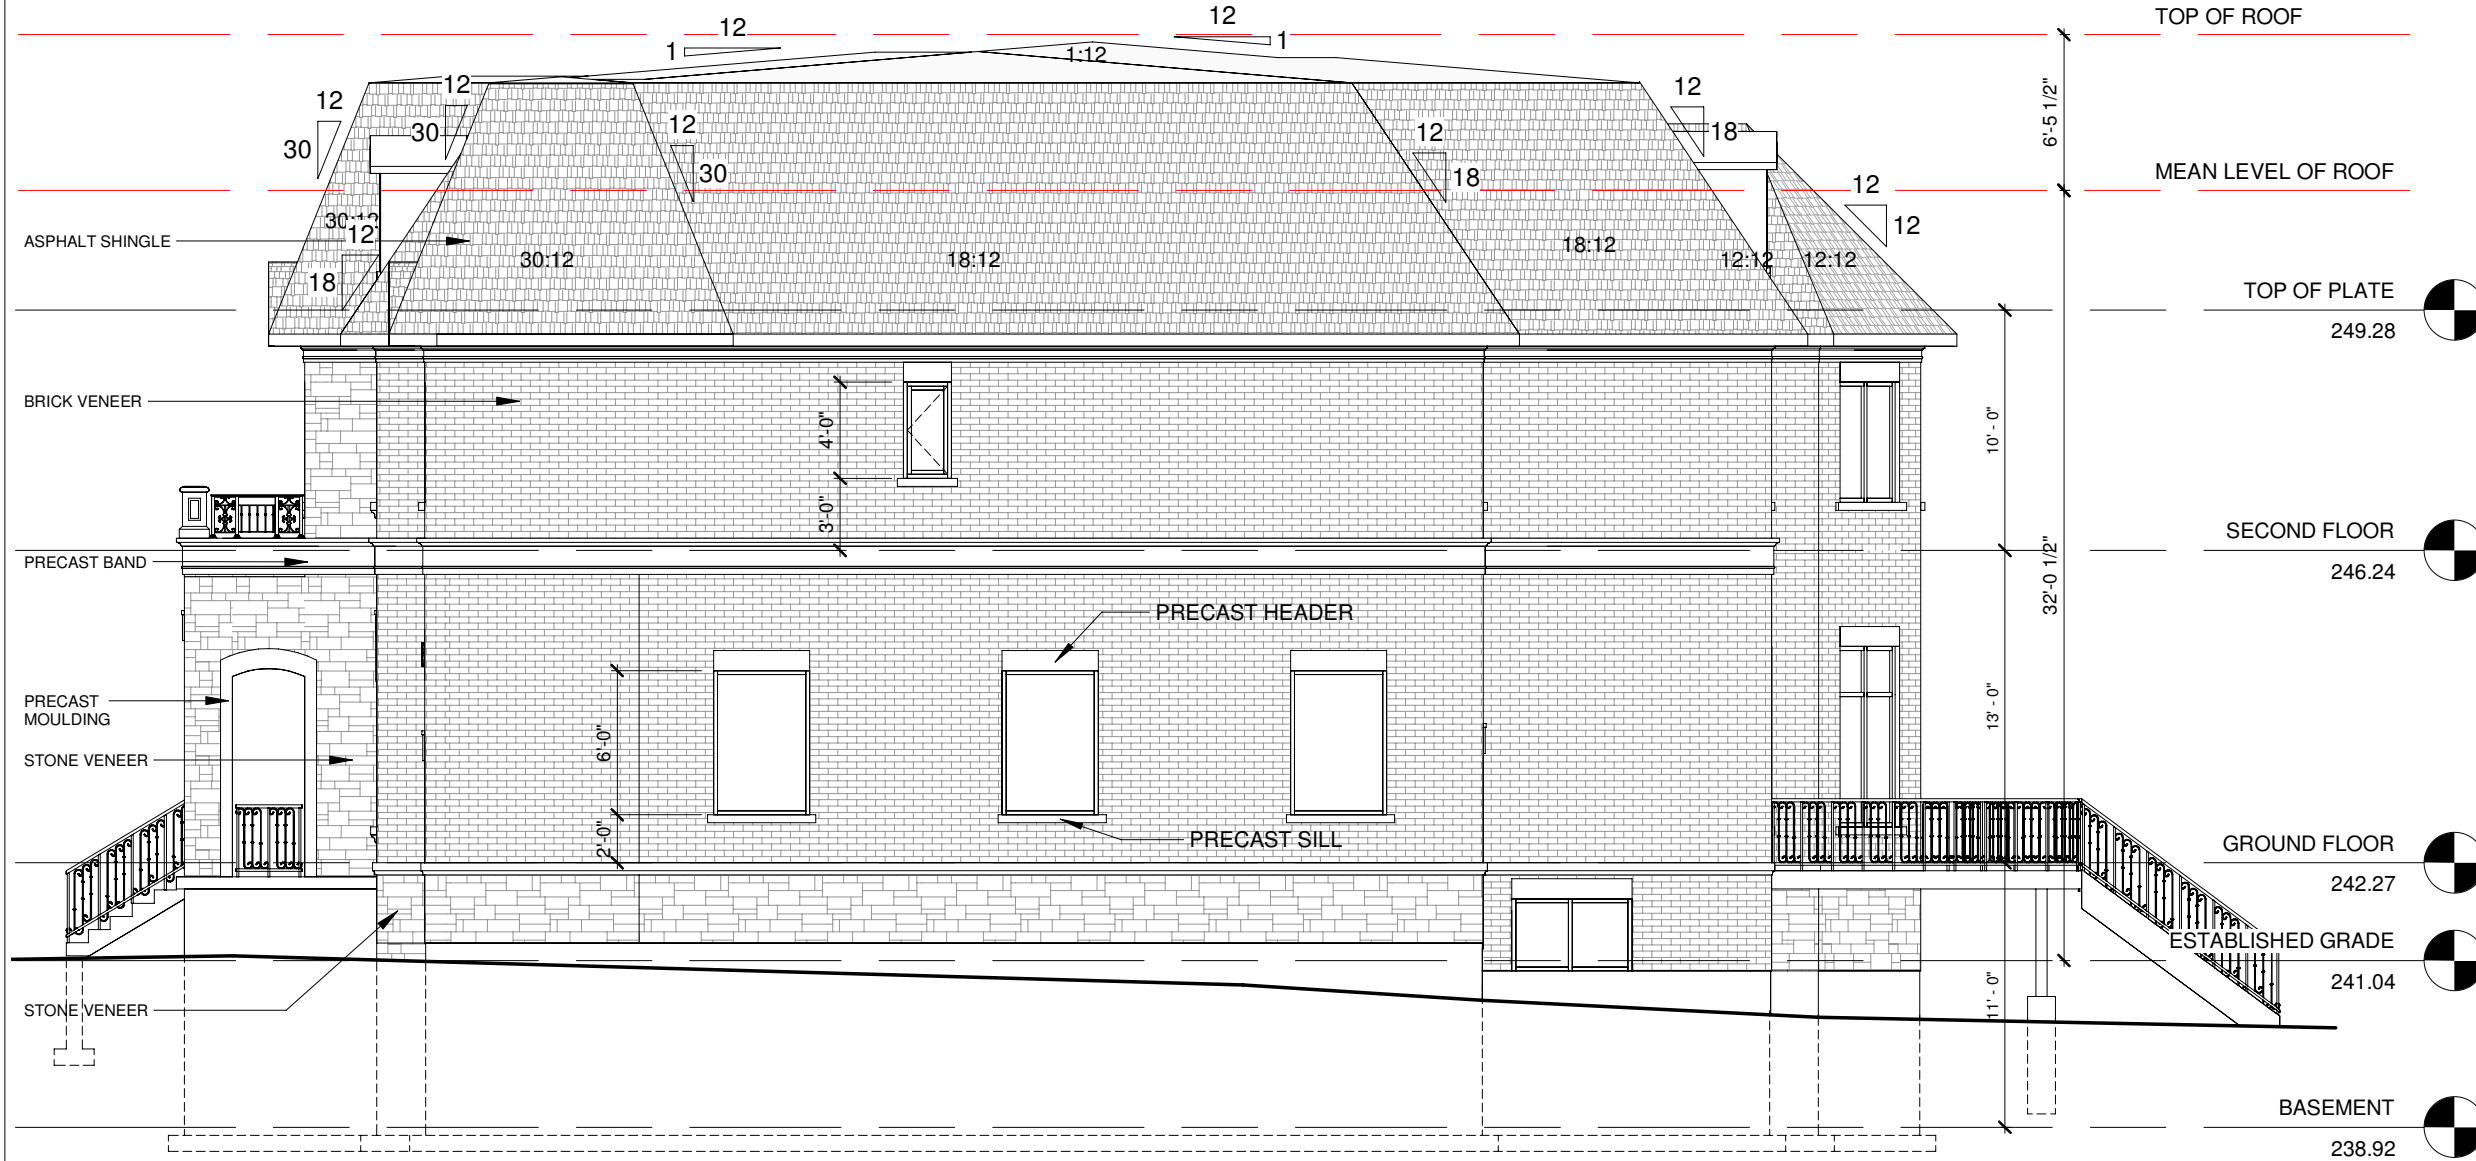 12
12
TOP OF ROOF
1
1
1:12
12
12
12
30
30
12
30
12
18
18
6'-5 1/2"
MEAN LEVEL OF ROOF
12
12
30:12
12
18
ASPHALT SHINGLE
30:12
18:12
18:12
12:12
12:12
TOP OF PLATE
249.28
BRICK VENEER
4'-0"
3'-0"
10' - 0"
SECOND FLOOR
246.24
PRECAST BAND
32'-0 1/2"
PRECAST HEADER
PRECAST
MOULDING
6'-0"
13' - 0"
STONE VENEER
2'-0"
PRECAST SILL
GROUND FLOOR
242.27
ESTABLISHED GRADE
241.04
STONE VENEER
11' - 0"
BASEMENT
238.92